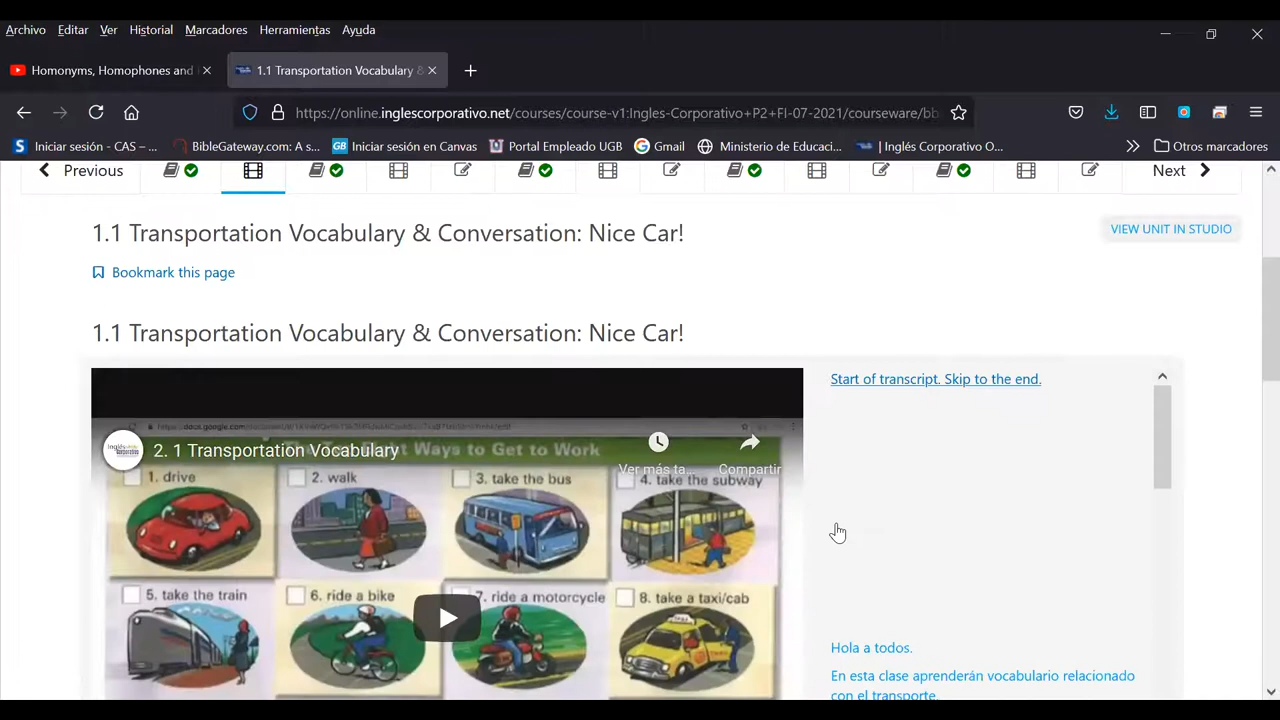 Archivo Editar Ver Historial Marcadores Herramientas Ayuda
Homonyms, Homophones and
1.1 Transportation Vocabulary &
https://online.inglescorporativo.net/courses/course-v1:Ingles-Corporativo+P2+FI-07-2021/courseware/bb
Iniciar sesión - CAS – ...
BibleGateway.com: A s...
Iniciar sesión en Canvas
Portal Empleado UGB
Gmail
Ministerio de Educaci...
| Inglés Corporativo O...
Otros marcadores
Previous
Next
1.1 Transportation Vocabulary & Conversation: Nice Car!
VIEW UNIT IN STUDIO
Bookmark this page
1.1 Transportation Vocabulary & Conversation: Nice Car!
Start of transcript. Skip to the end.
Ways to Get to Work
2. 1 Transportation Vocabulary
Ver más ta...
Compartir
1. drive
2. walk
3. take the bus
4. take the subway
5. take the train
6. ride a bike
7. ride a motorcycle
8. take a taxi/cab
Hola a todos.
En esta clase aprenderán vocabulario relacionado
con el transporte.